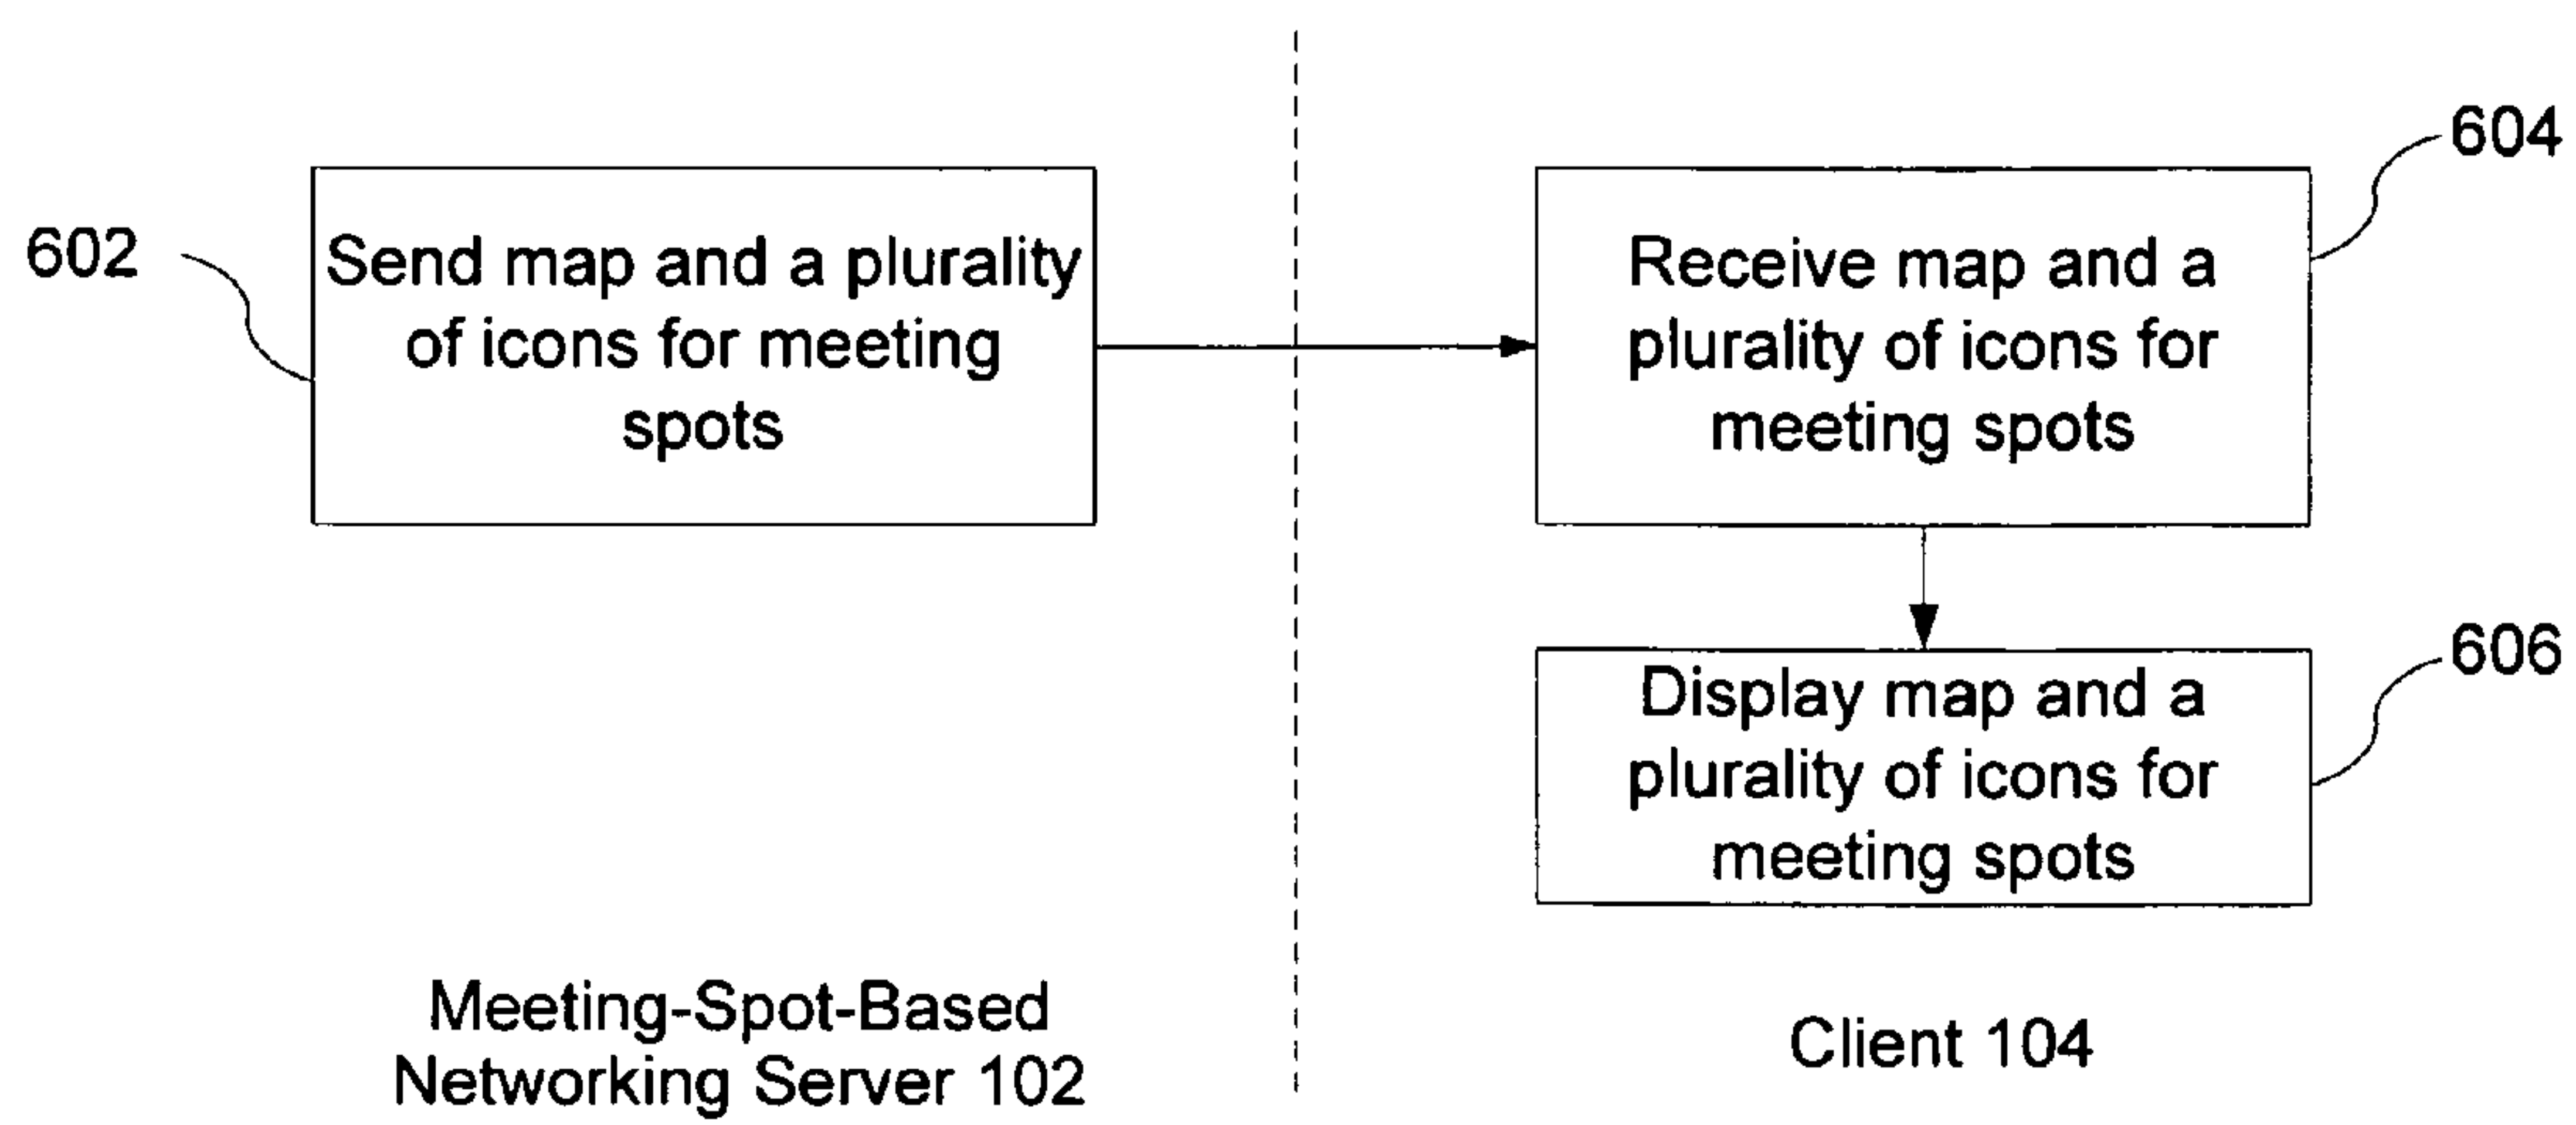 602
Send map and a plurality
of icons for meeting
spots
604
Receive map and a
plurality of icons for
meeting spots
606
Display map and a
plurality of icons for
meeting spots
Meeting-Spot-Based
Networking Server 102
Client 104